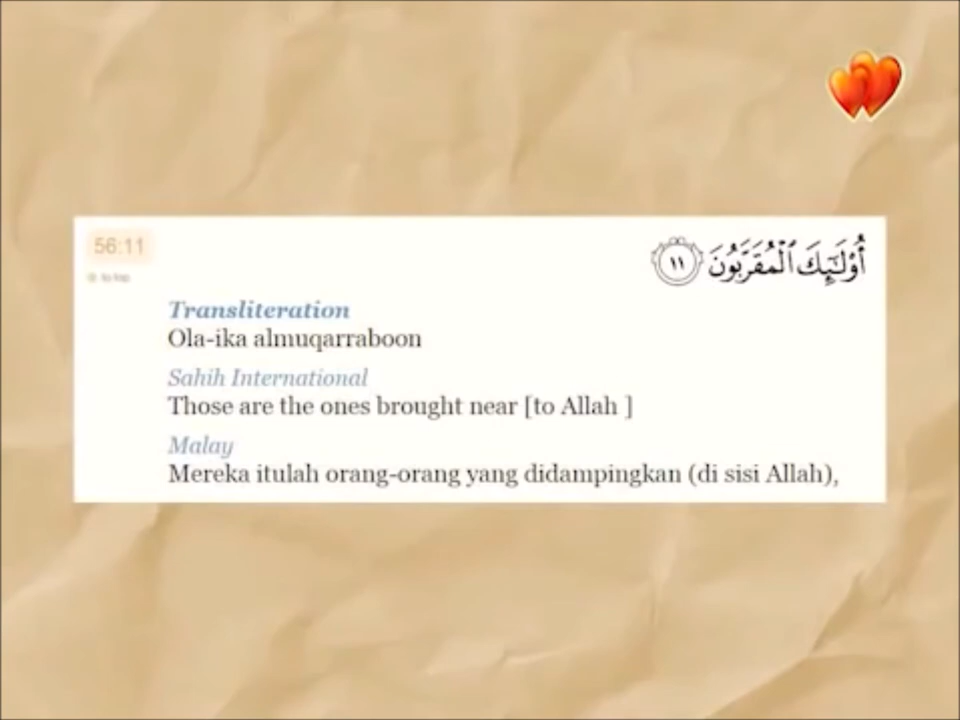 56:11
أُو۟لَـٰٓئِكَ ٱلْمُقَرَّبُونَ ١١
Transliteration
Ola-ika almuqarraboon
Sahih International
Those are the ones brought near [to Allah ]
Malay
Mereka itulah orang-orang yang didampingkan (di sisi Allah),